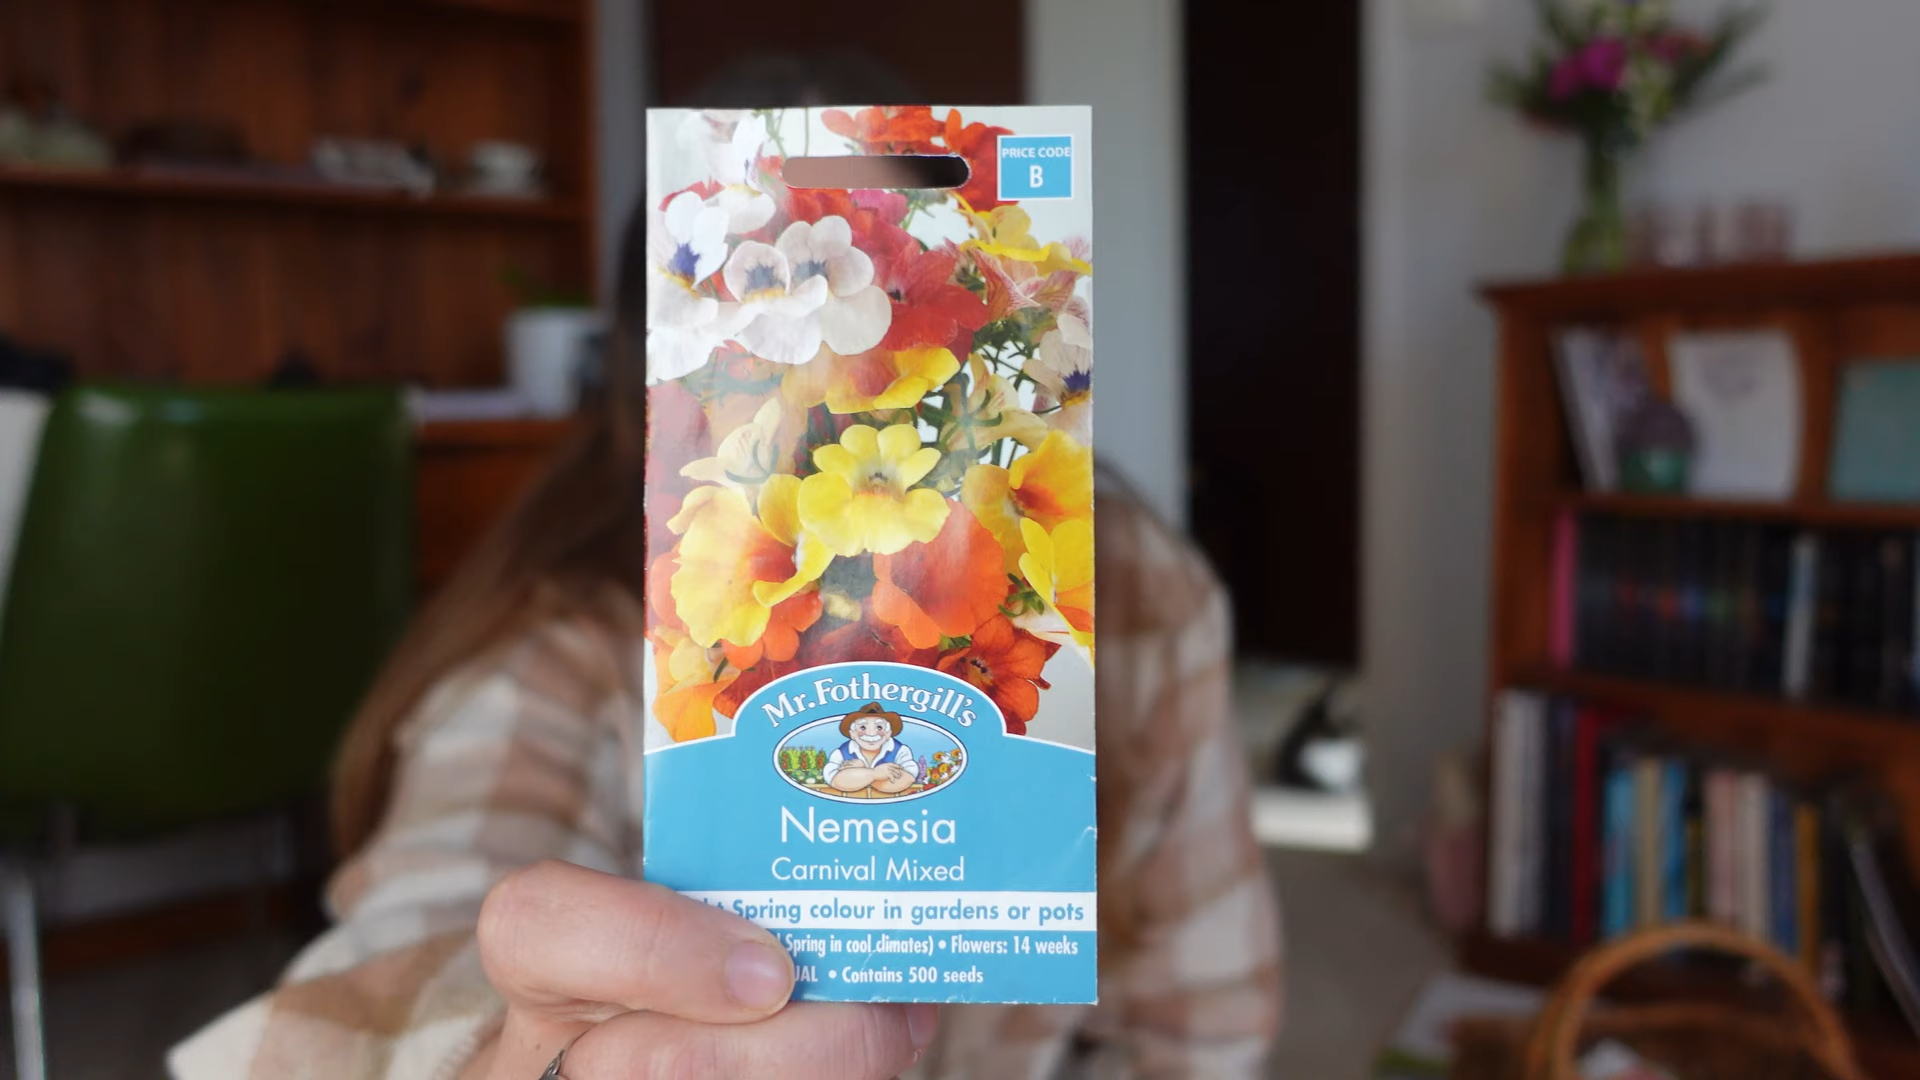 PRICE CODE
B
Mr. Fothergill's
Nemesia
Carnival Mixed
Spring colour in gardens or pots
Spring in cool climates) • Flowers: 14 weeks
• Contains 500 seeds